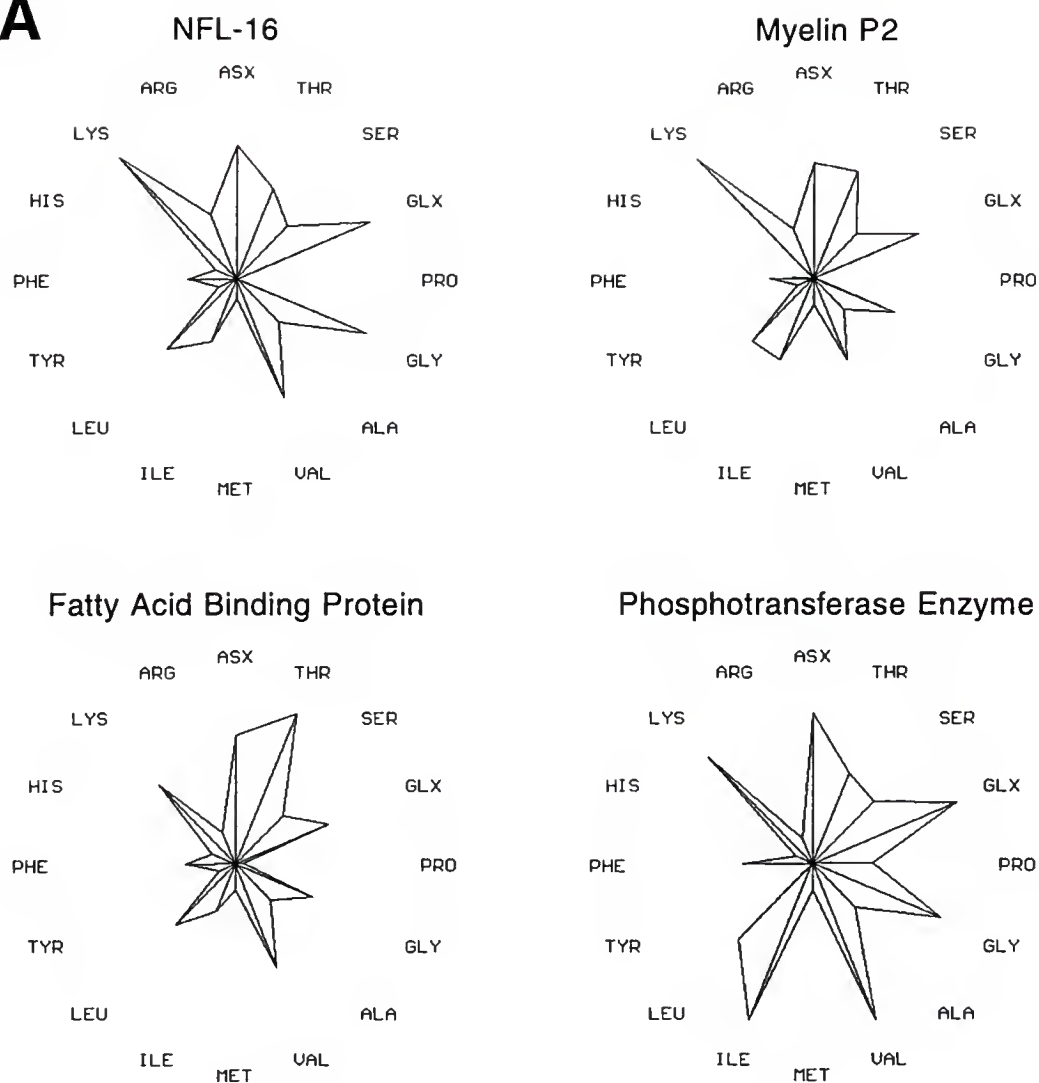 A
NFL-16
ASX
ARG THR
LYS SER
HIS GLX
PHE PRO
TYR GLY
LEU ALA
ILE VAL
MET
Myelin P2
ASX
ARG THR
LYS SER
HIS GLX
PHE PRO
TYR GLY
LEU ALA
ILE VAL
MET
Fatty Acid Binding Protein
ASX
ARG THR
LYS SER
HIS GLX
PHE PRO
TYR GLY
LEU ALA
ILE VAL
MET
Phosphotransferase Enzyme
ASX
ARG THR
LYS SER
HIS GLX
PHE PRO
TYR GLY
LEU ALA
ILE VAL
MET